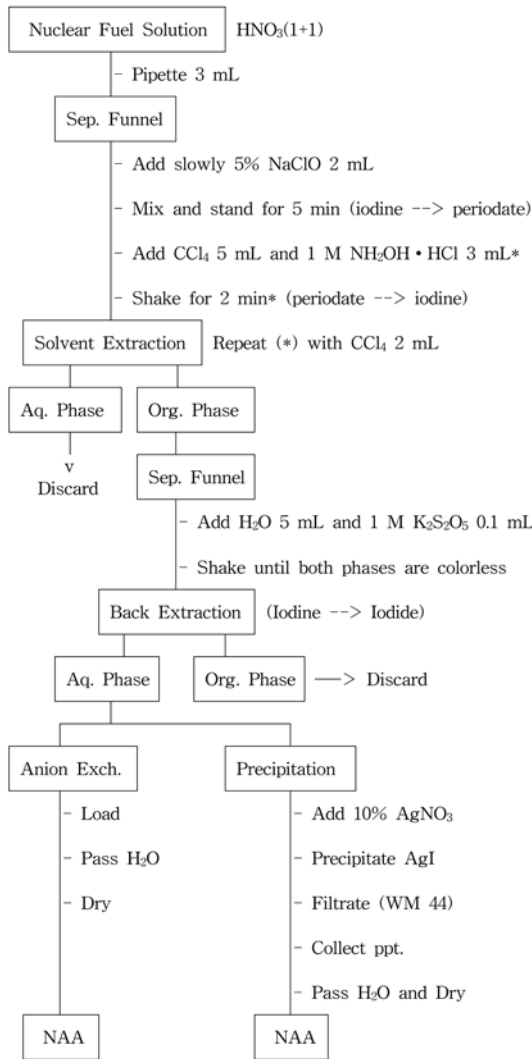 Nuclear Fuel Solution HNO₃(1+1)
- Pipette 3 mL
Sep. Funnel
- Add slowly 5% NaClO 2 mL
- Mix and stand for 5 min (iodine --> periodate)
- Add CCl₄ 5 mL and 1 M NH₂OH·HCl 3 mL*
- Shake for 2 min* (periodate --> iodine)
Solvent Extraction Repeat (*) with CCl₄ 2 mL
Aq. Phase Org. Phase
v
Discard
Sep. Funnel
- Add H₂O 5 mL and 1 M K₂S₂O₅ 0.1 mL
- Shake until both phases are colorless
Back Extraction (Iodine --> Iodide)
Aq. Phase Org. Phase —> Discard
Anion Exch. Precipitation
- Load - Add 10% AgNO₃
- Pass H₂O - Precipitate AgI
- Dry - Filtrate (WM 44)
- Collect ppt.
- Pass H₂O and Dry
NAA NAA